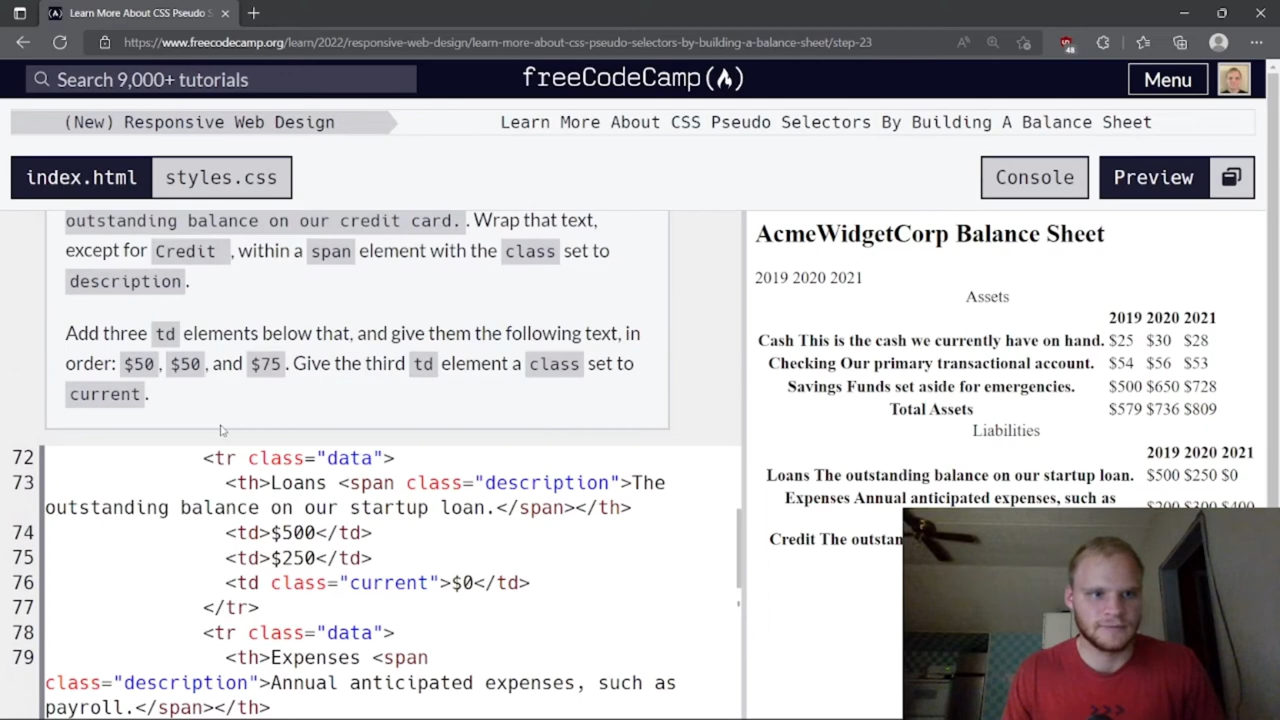 Learn More About CSS Pseudo S
https://www.freecodecamp.org/learn/2022/responsive-web-design/learn-more-about-css-pseudo-selectors-by-building-a-balance-sheet/step-23
48
Search 9,000+ tutorials
freeCodeCamp
Menu
(New) Responsive Web Design
Learn More About CSS Pseudo Selectors By Building A Balance Sheet
index.html
styles.css
Console
Preview
outstanding balance on our credit card. . Wrap that text,
except for Credit , within a span element with the class set to
description.
Add three td elements below that, and give them the following text, in
order: $50, $50, and $75. Give the third td element a class set to
current.
72 <tr class="data">
73 <th>Loans <span class="description">The
outstanding balance on our startup loan.</span></th>
74 <td>$500</td>
75 <td>$250</td>
76 <td class="current">$0</td>
77 </tr>
78 <tr class="data">
79 <th>Expenses <span
class="description">Annual anticipated expenses, such as
payroll.</span></th>
AcmeWidgetCorp Balance Sheet
2019 2020 2021
Assets
2019 2020 2021
Cash This is the cash we currently have on hand. $25 $30 $28
Checking Our primary transactional account. $54 $56 $53
Savings Funds set aside for emergencies. $500 $650 $728
Total Assets $579 $736 $809
Liabilities
2019 2020 2021
Loans The outstanding balance on our startup loan. $500 $250 $0
Expenses Annual anticipated expenses, such as
$200 $300 $400
Credit The outstan